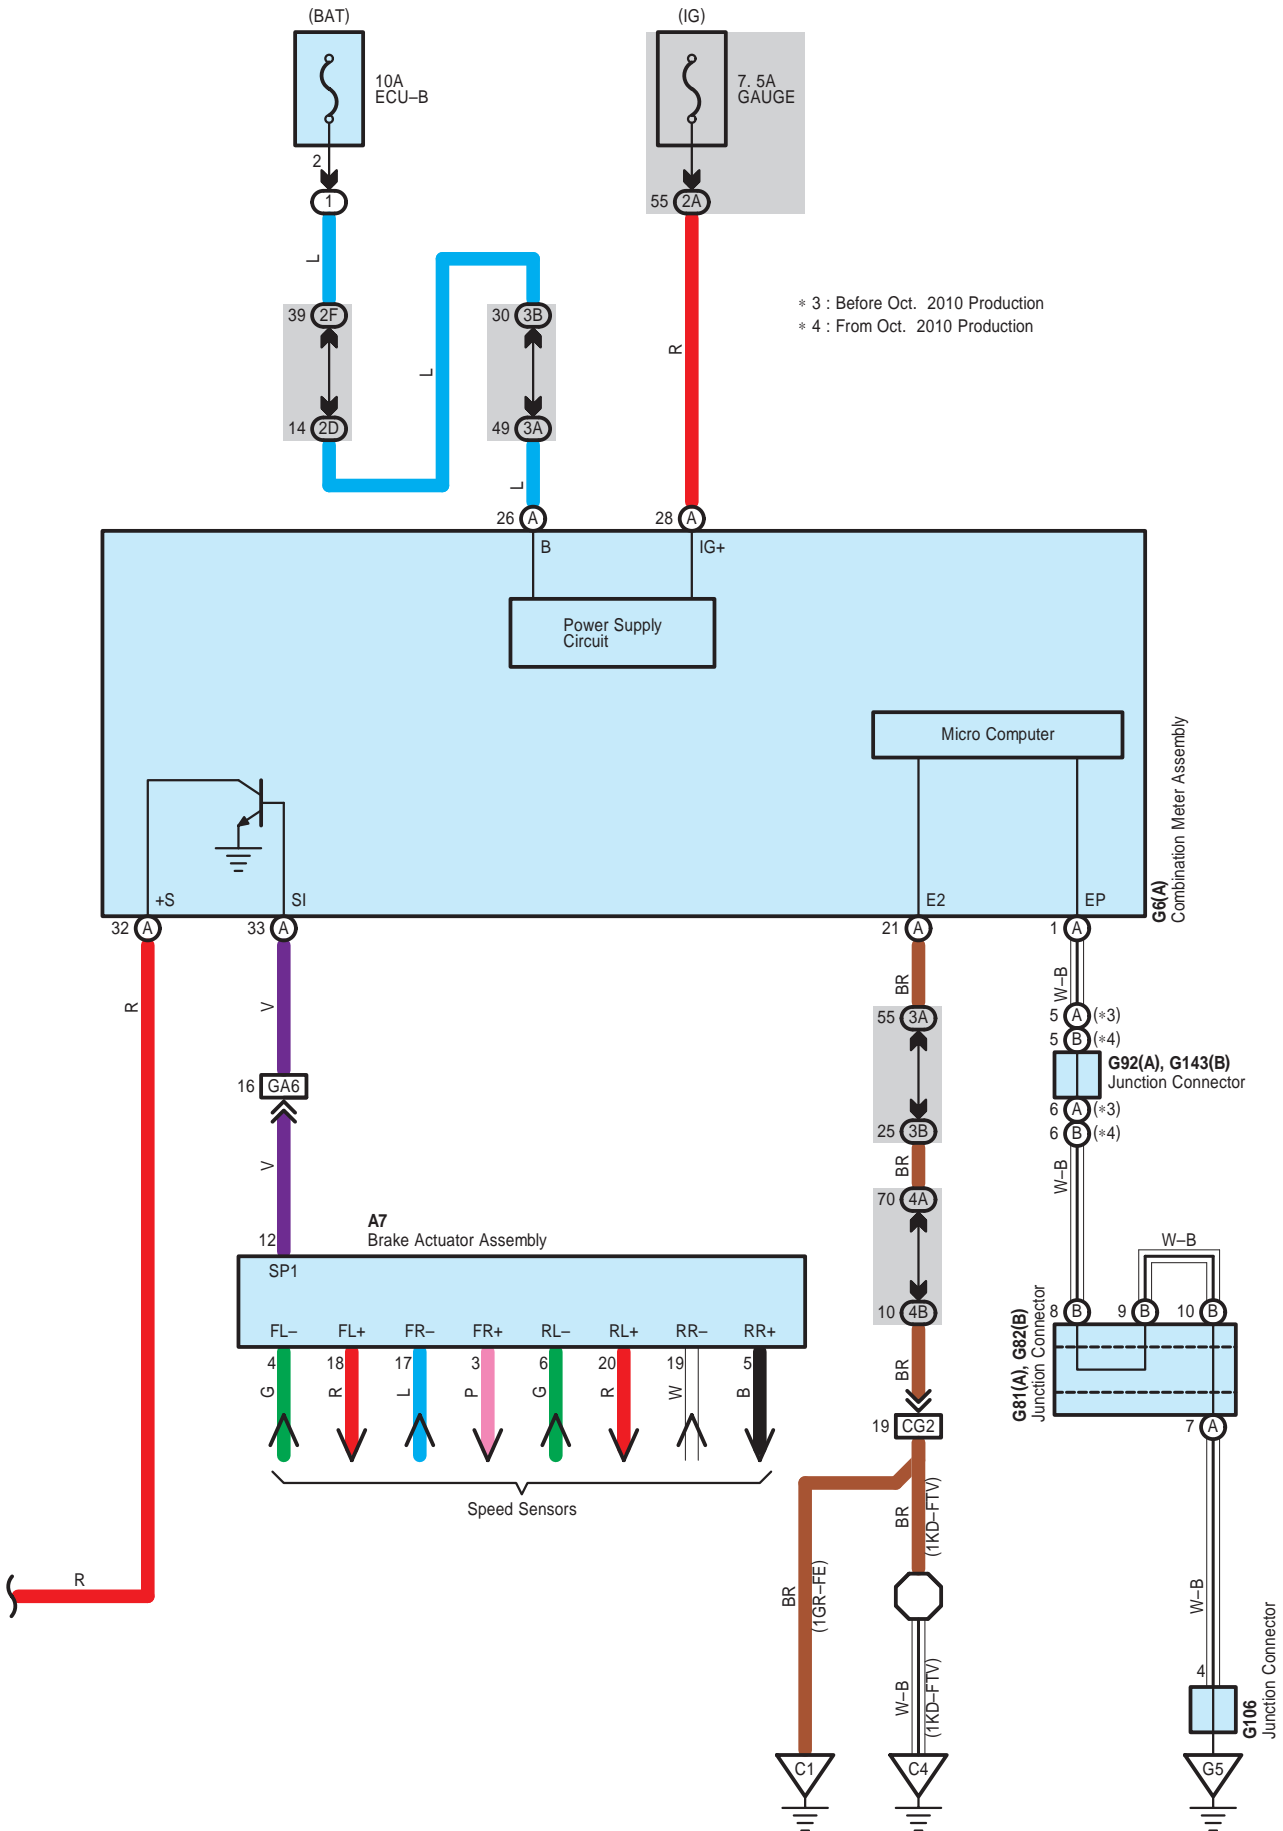 (BAT)
(IG)
10A
ECU–B
7. 5A
GAUGE
2
1
55
2A
L
39
2F
30
3B
∗ 3 : Before Oct. 2010 Production
∗ 4 : From Oct. 2010 Production
R
L
14
2D
49
3A
L
26
A
28
A
B
IG+
Power Supply
Circuit
Micro Computer
G6(A)
Combination Meter Assembly
+S
SI
E2
EP
32
A
33
A
21
A
1
A
R
V
BR
W–B
55
3A
5
A
(∗3)
5
B
(∗4)
G92(A), G143(B)
Junction Connector
16
GA6
6
A
(∗3)
25
3B
6
B
(∗4)
V
BR
W–B
70
4A
A7
Brake Actuator Assembly
12
SP1
W–B
10
4B
8
B
9
B
10
B
G81(A), G82(B)
Junction Connector
FL–
FL+
FR–
FR+
RL–
RL+
RR–
RR+
4
18
17
3
6
20
19
5
G
R
L
P
G
R
W
B
BR
19
CG2
7
A
Speed Sensors
BR
(1KD–FTV)
R
BR
(1GR–FE)
W–B
W–B
(1KD–FTV)
4
G106
Junction Connector
C1
C4
G5